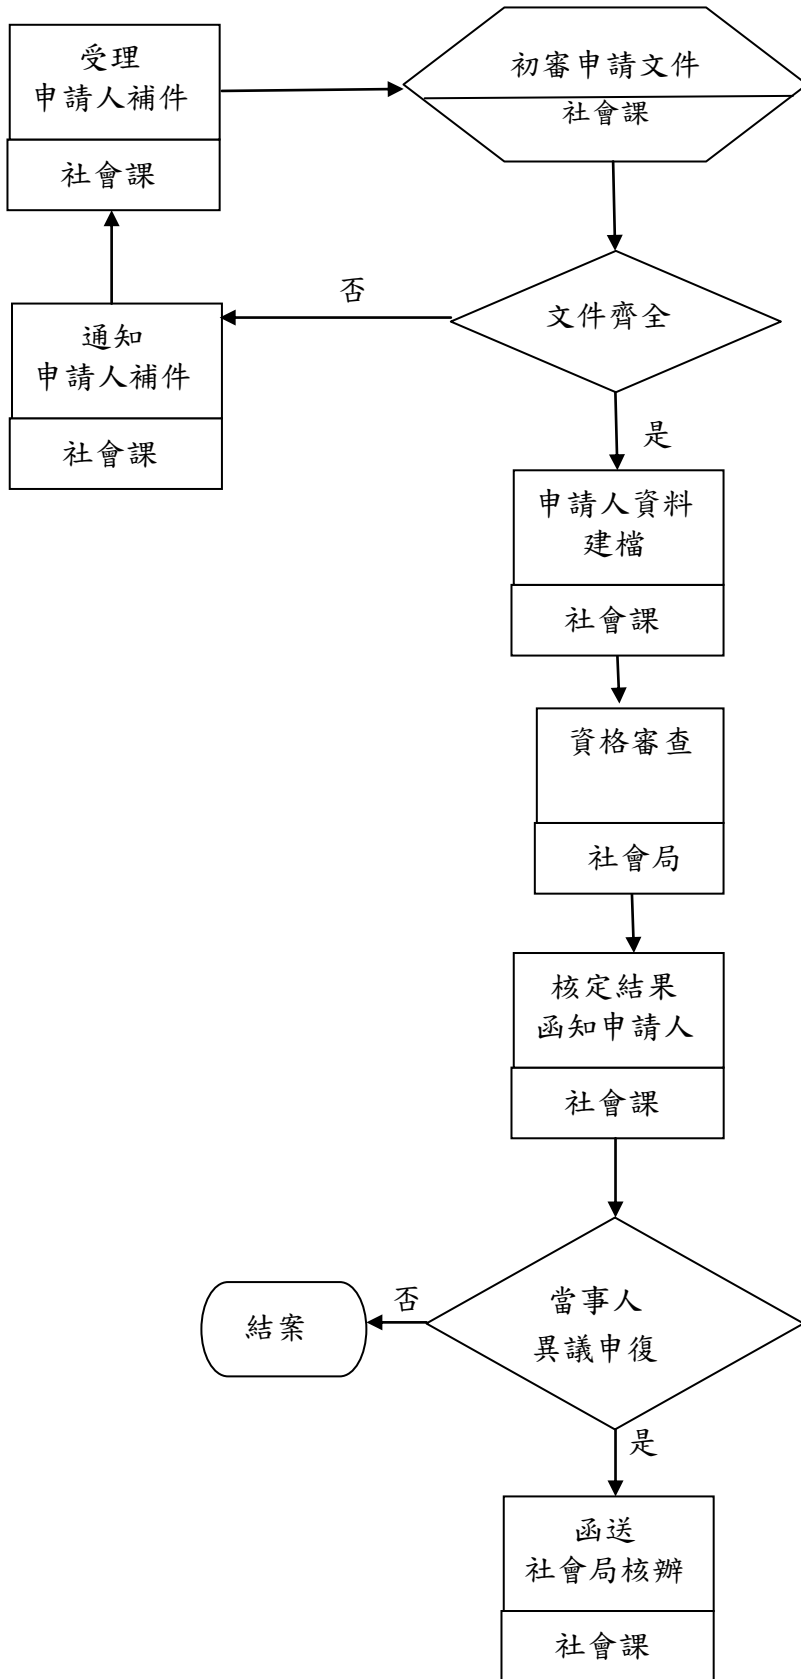 受理
申請人補件
社會課
初審申請文件
社會課
否
文件齊全
通知
申請人補件
社會課
是
申請人資料
建檔
社會課
資格審查
社會局
核定結果
函知申請人
社會課
否
當事人
異議申復
結案
是
函送
社會局核辦
社會課